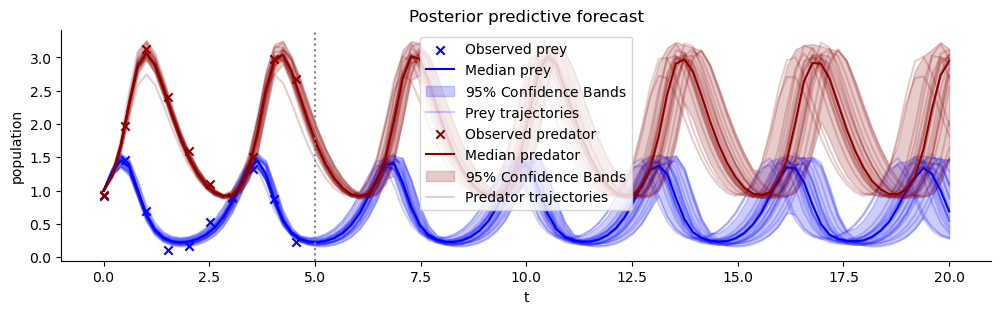 Posterior predictive forecast
population
3.0
2.5
2.0
1.5
1.0
0.5
0.0
Observed prey
Median prey
95% Confidence Bands
Prey trajectories
Observed predator
Median predator
95% Confidence Bands
Predator trajectories
0.0 2.5 5.0 7.5 10.0 12.5 15.0 17.5 20.0
t